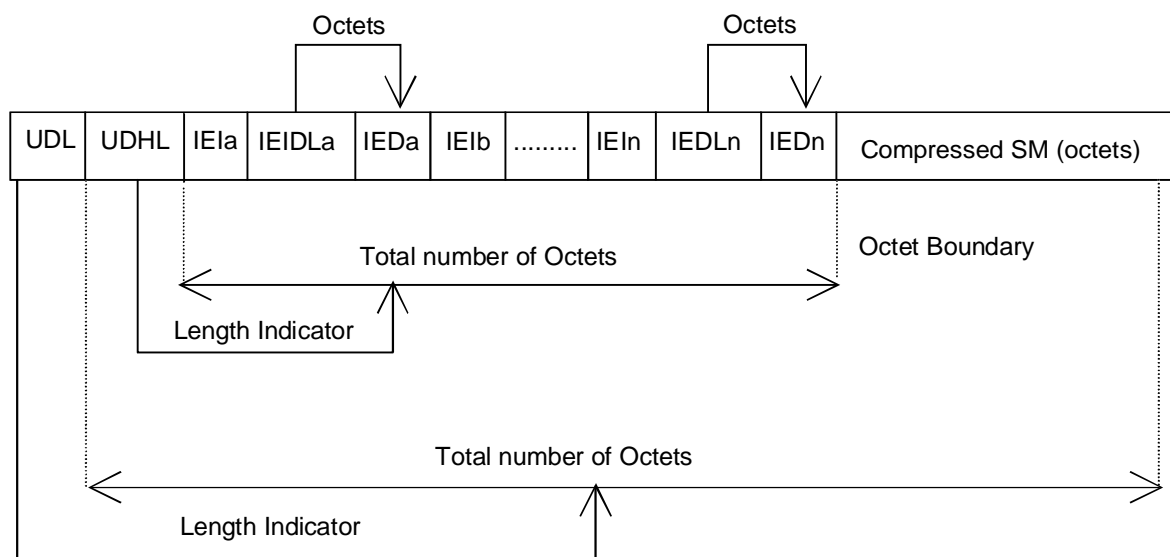 Octets Octets
UDL UDHL IEIa IEIDLa IEDa IEIb ......... IEIn IEDLn IEDn Compressed SM (octets)
Octet Boundary
Total number of Octets
Length Indicator
Total number of Octets
Length Indicator